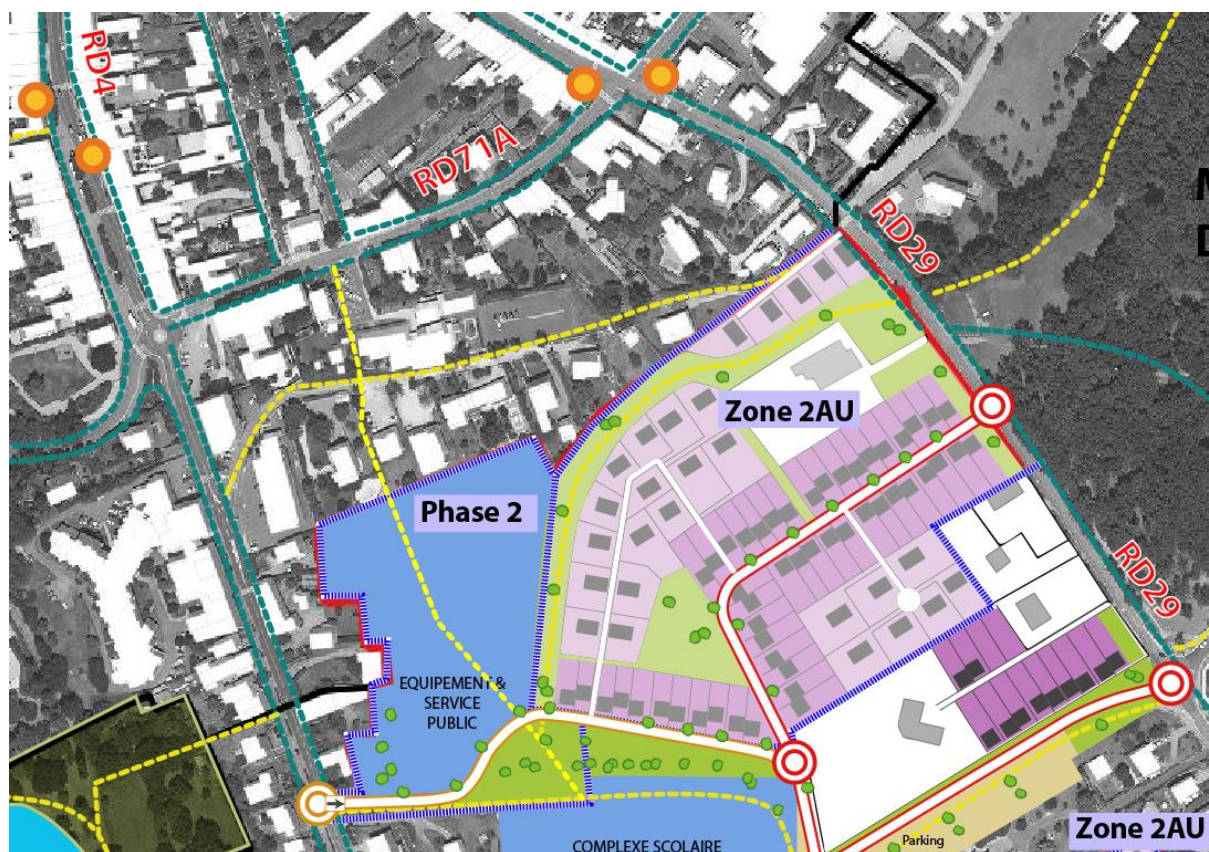 RD4
RD71A
M
RD29
D
Zone 2AU
Phase 2
RD29
EQUIPEMENT &
SERVICE
PUBLIC
Zone 2AU
Parking
COMPLEXE SCOLAIRE